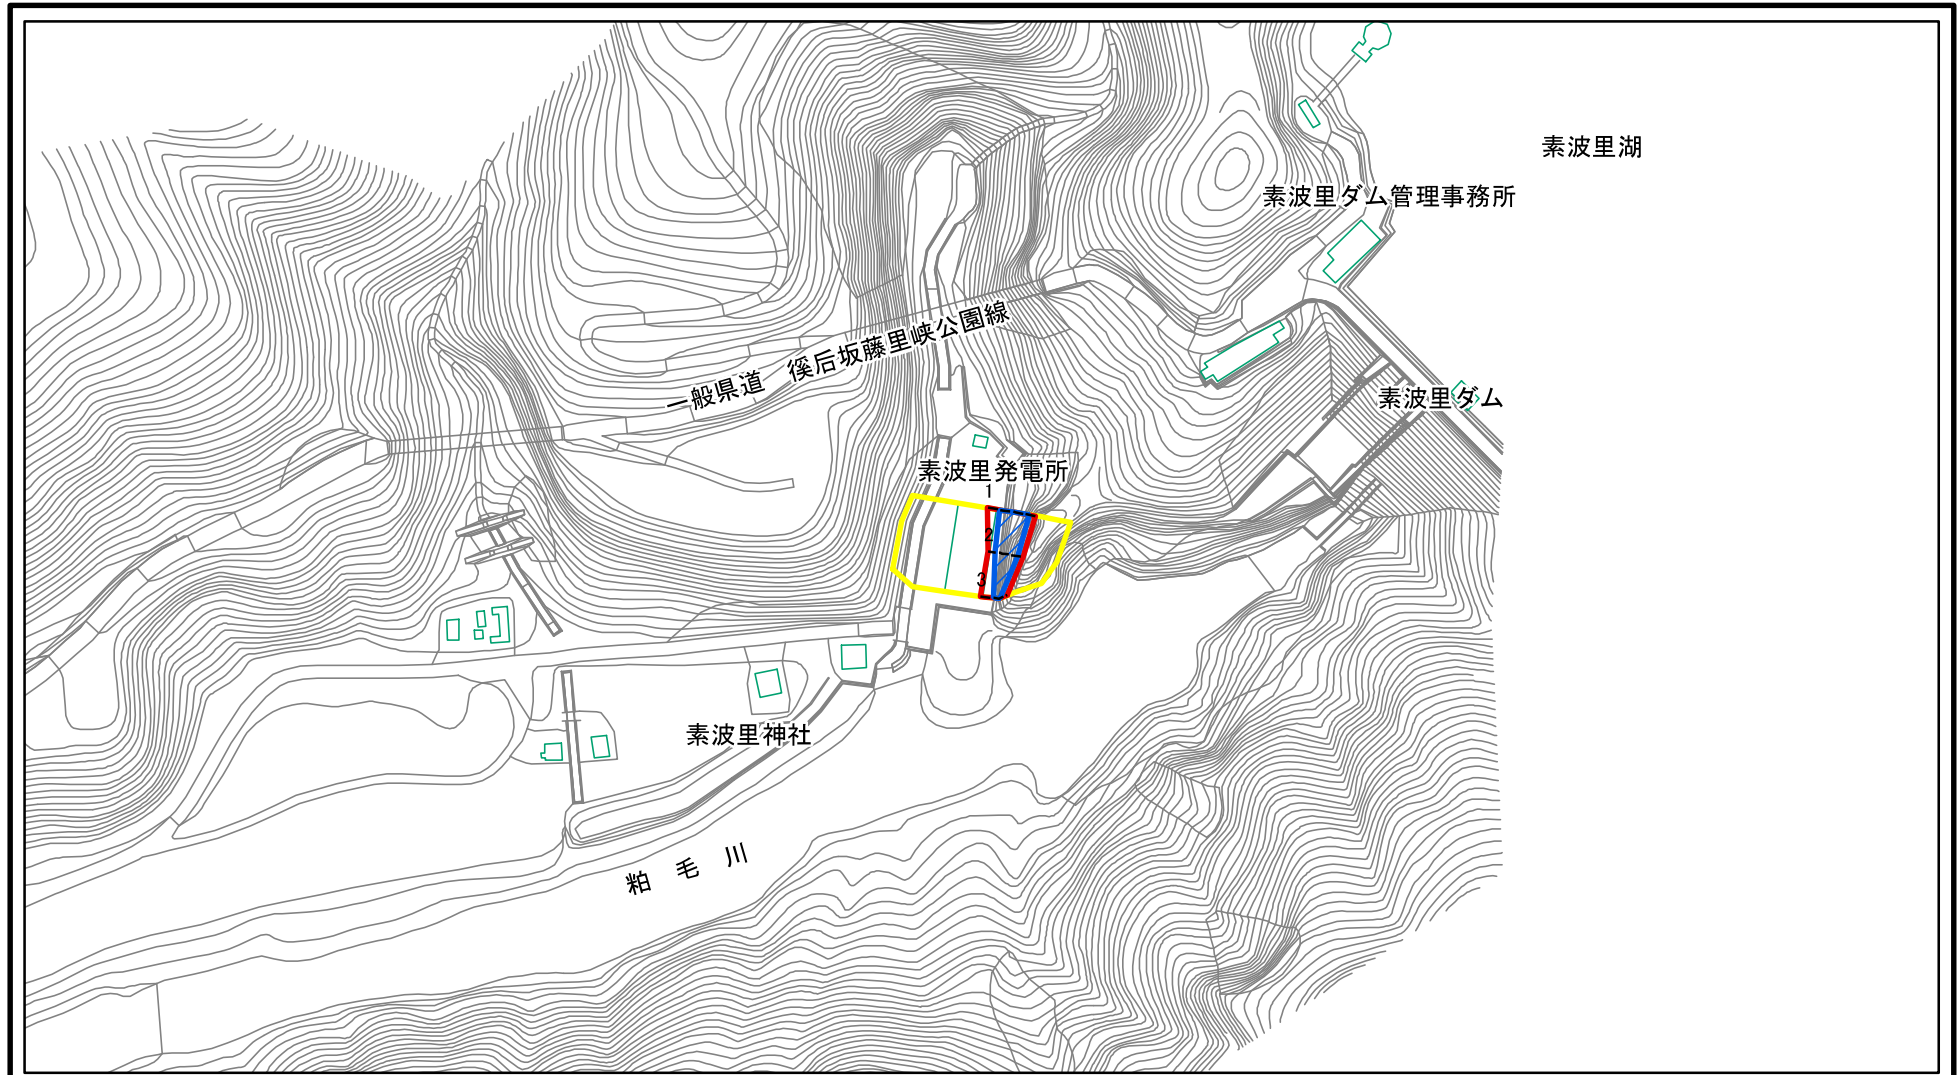 素波里湖
素波里ダム管理事務所
一般県道 篌后坂藤里峡公園線
素波里ダム
素波里発電所
1
2
3
素波里神社
粕毛川